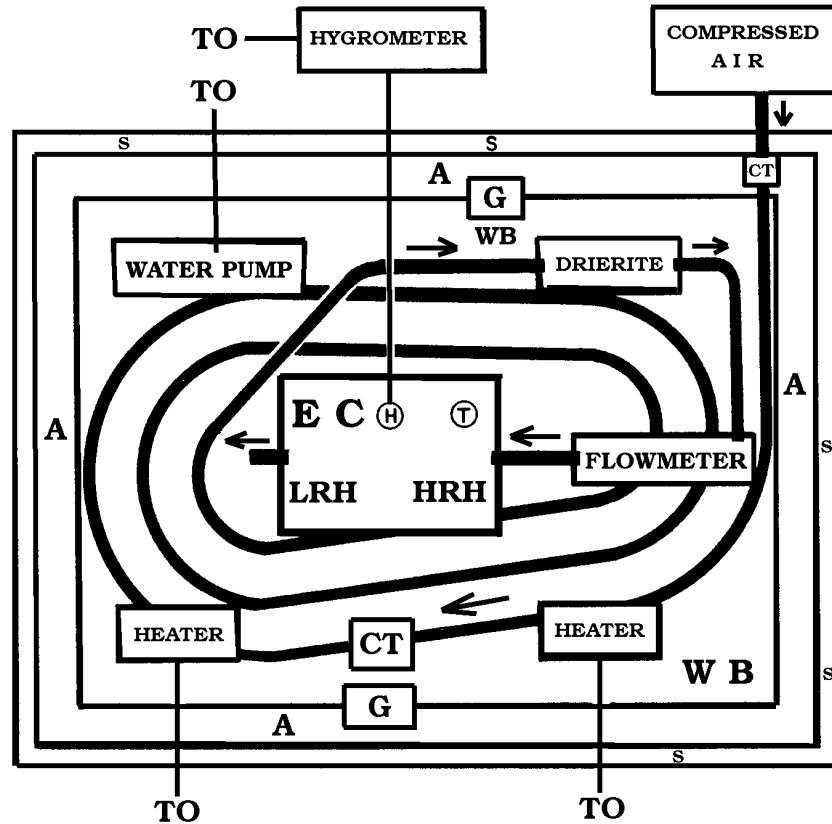 TO
HYGROMETER
COMPRESSED
AIR
TO
S
S
A
CT
G
WB
WATER PUMP
DRIERITE
A
A
E C H T
FLOWMETER
S
LRH HRH
HEATER
CT
HEATER
W B
S
G
A
S
TO
TO